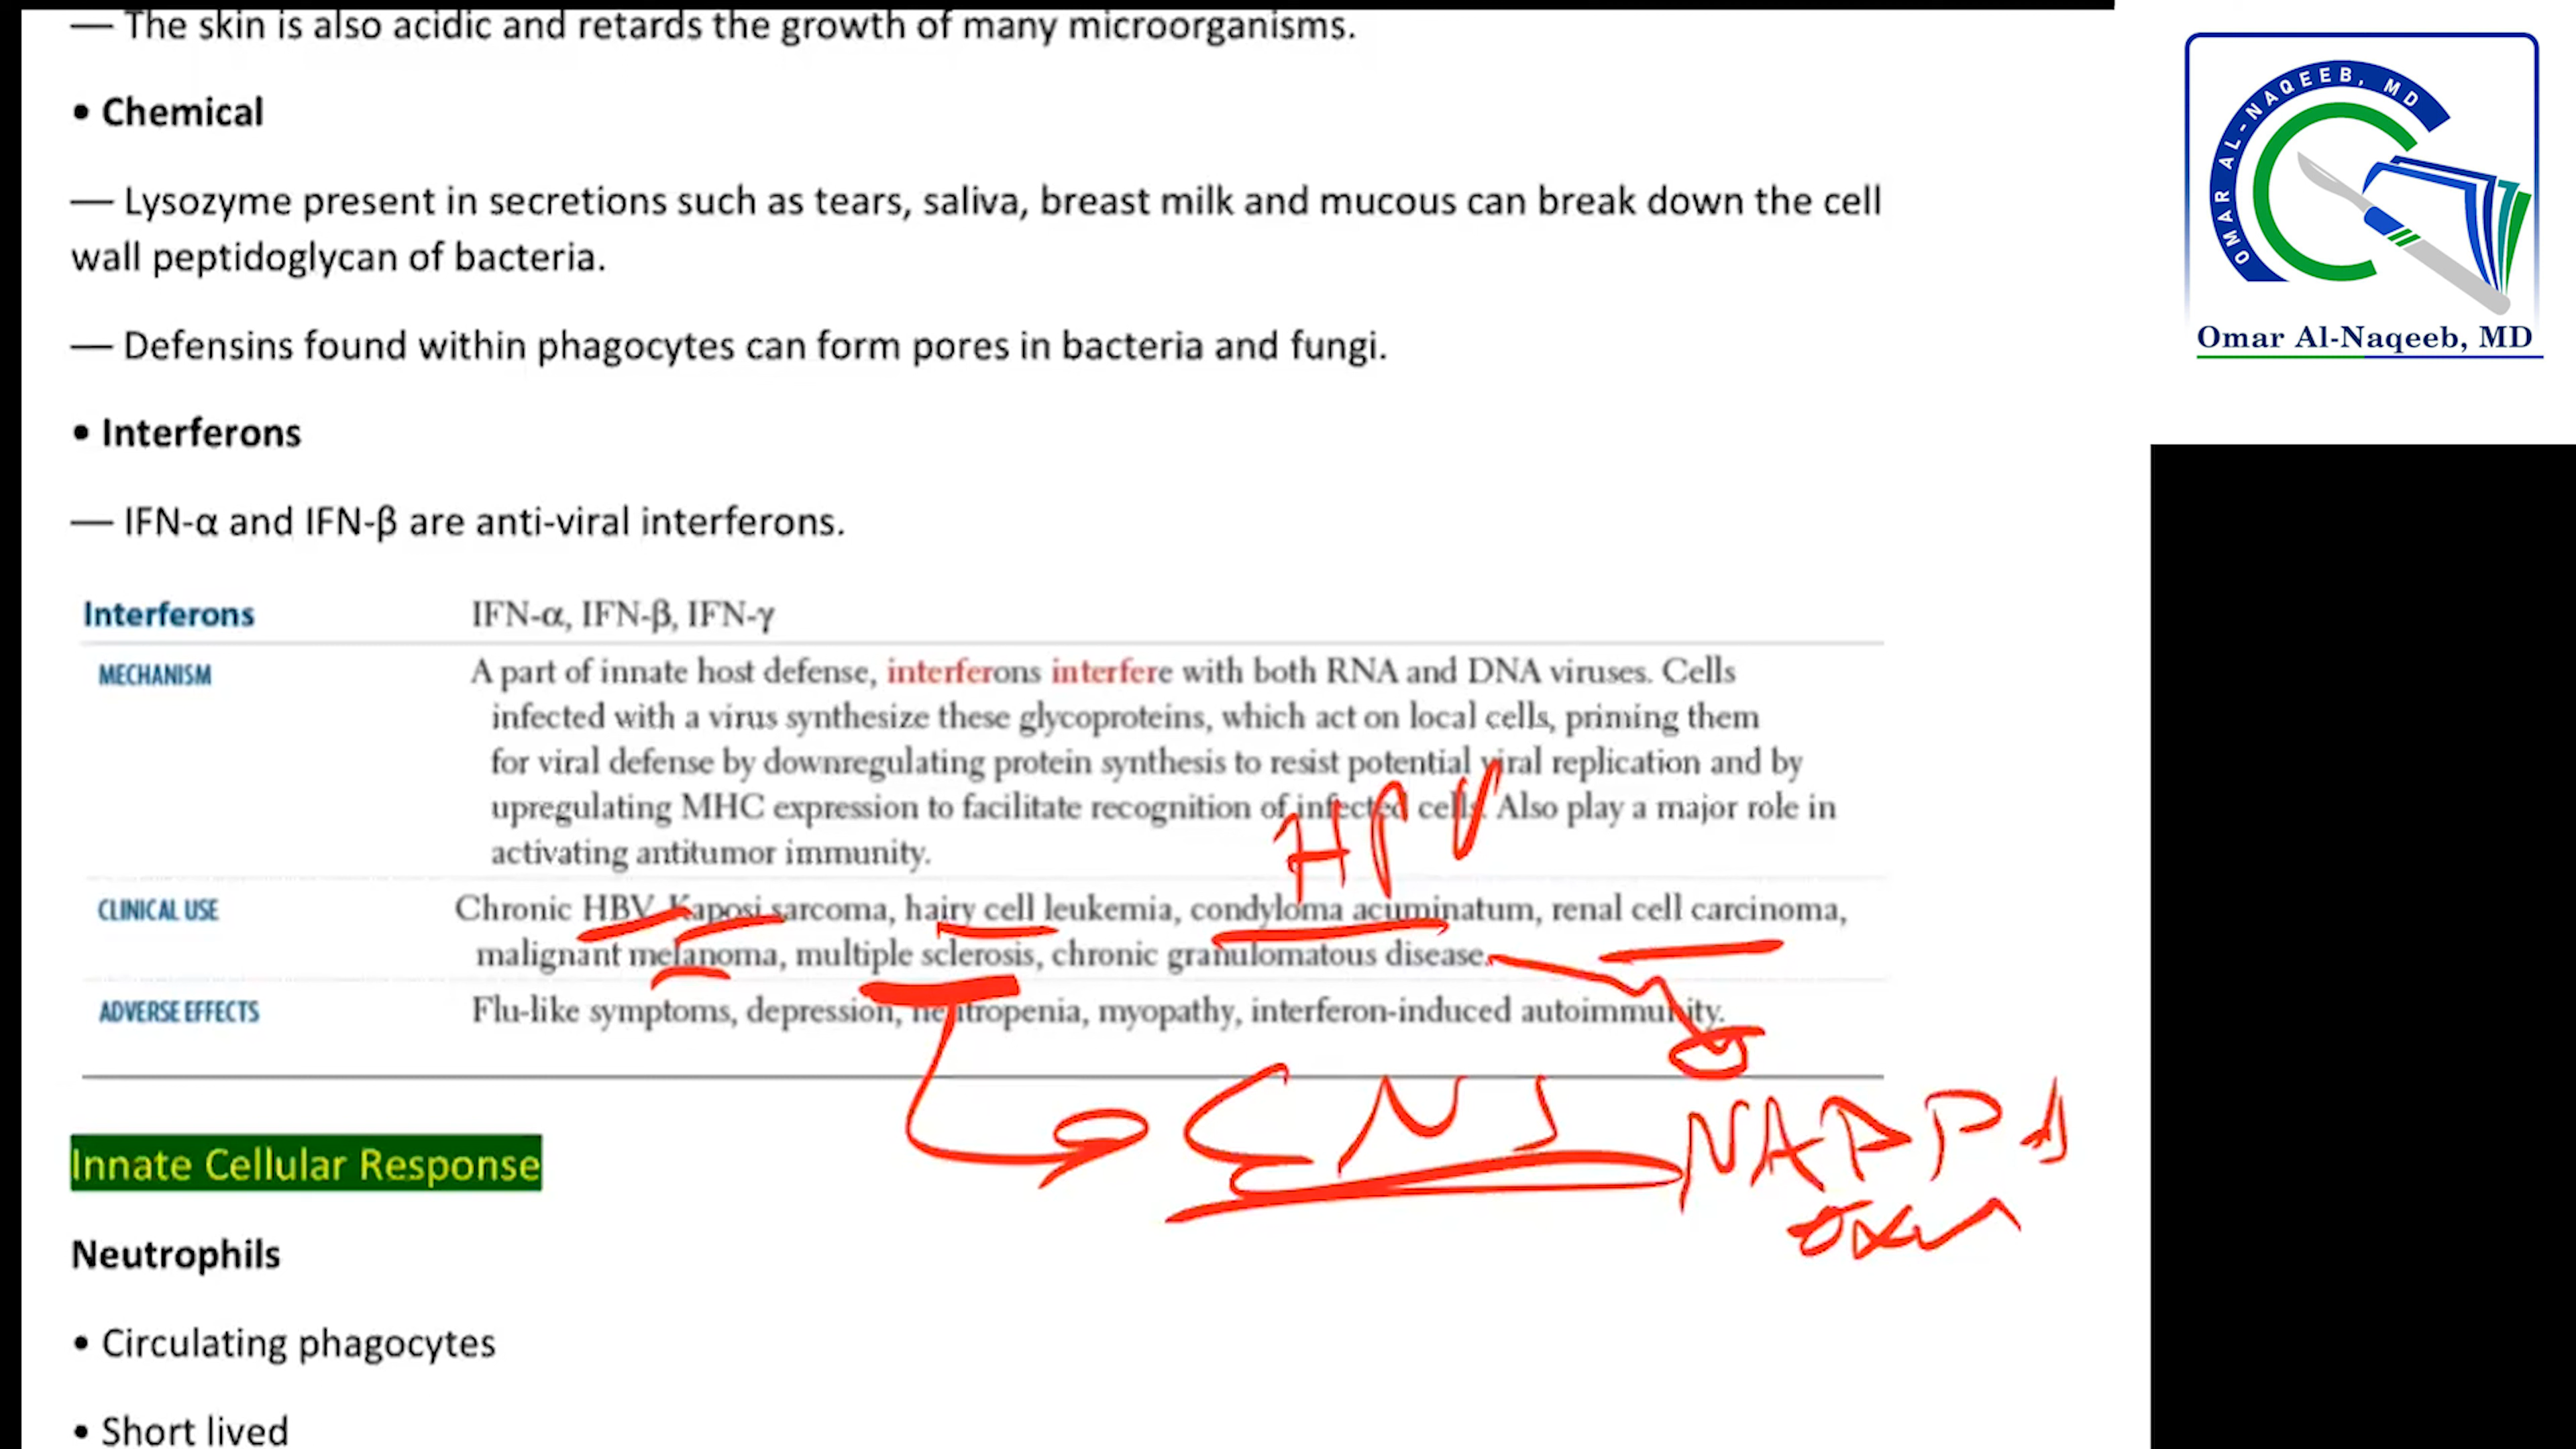 — The skin is also acidic and retards the growth of many microorganisms.
• Chemical
— Lysozyme present in secretions such as tears, saliva, breast milk and mucous can break down the cell
wall peptidoglycan of bacteria.
— Defensins found within phagocytes can form pores in bacteria and fungi.
• Interferons
— IFN-α and IFN-β are anti-viral interferons.
Interferons IFN-α, IFN-β, IFN-γ
MECHANISM A part of innate host defense, interferons interfere with both RNA and DNA viruses. Cells
infected with a virus synthesize these glycoproteins, which act on local cells, priming them
for viral defense by downregulating protein synthesis to resist potential viral replication and by
upregulating MHC expression to facilitate recognition of infected cells. Also play a major role in
activating antitumor immunity.
HPV
CLINICAL USE Chronic HBV, Kaposi sarcoma, hairy cell leukemia, condyloma acuminatum, renal cell carcinoma,
malignant melanoma, multiple sclerosis, chronic granulomatous disease.
ADVERSE EFFECTS Flu-like symptoms, depression, neutropenia, myopathy, interferon-induced autoimmunity.
CNS NADPH
Innate Cellular Response
Neutrophils
• Circulating phagocytes
• Short lived
OMAR AL-NAQEEB, MD
Omar Al-Naqeeb, MD